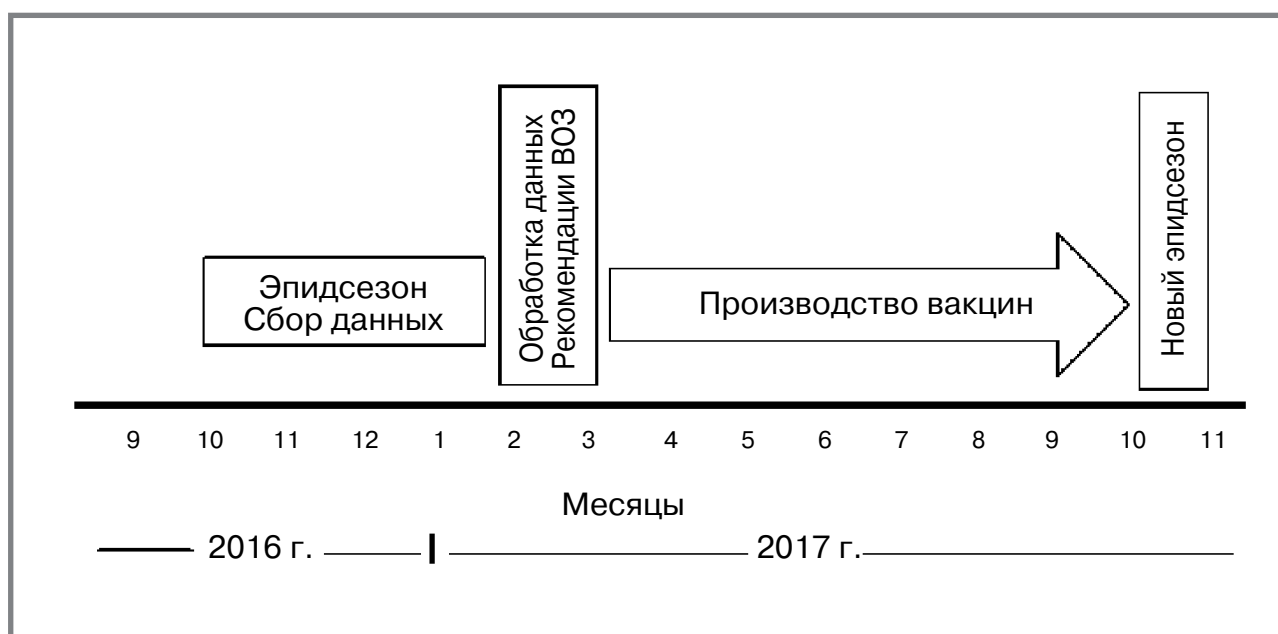 Эпидсезон
Сбор данных
Обработка данных
Рекомендации ВОЗ
Производство вакцин
Новый эпидсезон
9 10 11 12 1 2 3 4 5 6 7 8 9 10 11
Месяцы
2016 г. 2017 г.